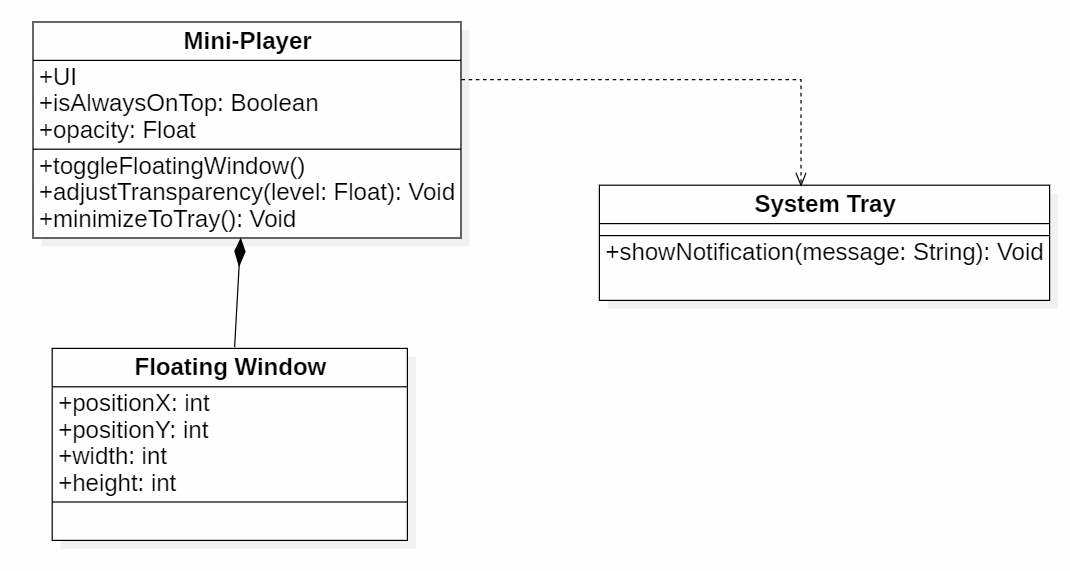 Mini-Player
+UI
+isAlwaysOnTop: Boolean
+opacity: Float
+toggleFloatingWindow()
+adjustTransparency(level: Float): Void
+minimizeToTray(): Void
System Tray
+showNotification(message: String): Void
Floating Window
+positionX: int
+positionY: int
+width: int
+height: int